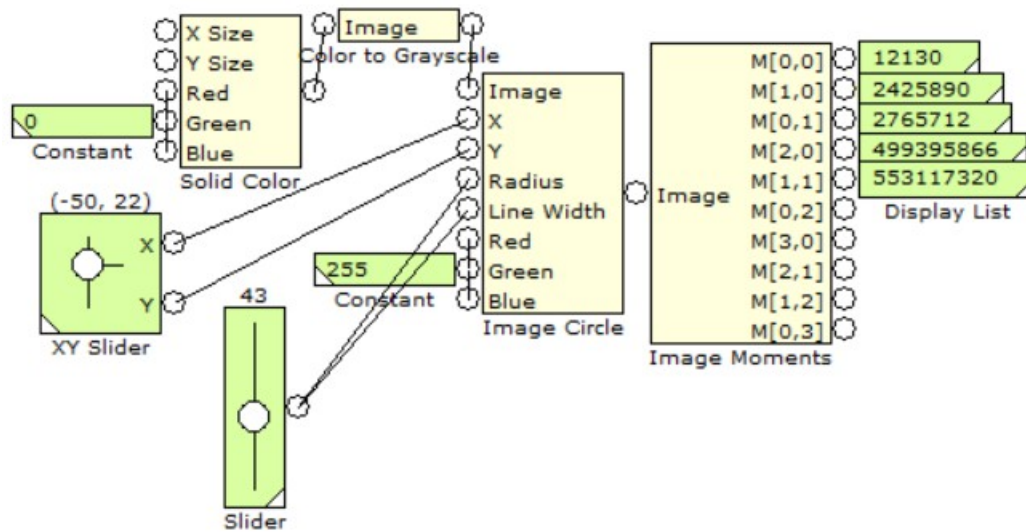 X Size
Y Size
Red
Green
Blue
Solid Color
0
Constant
Image
Color to Grayscale
(-50, 22)
X
Y
XY Slider
43
Slider
255
Constant
Image
X
Y
Radius
Line Width
Red
Green
Blue
Image Circle
Image
M[0,0]
M[1,0]
M[0,1]
M[2,0]
M[1,1]
M[0,2]
M[3,0]
M[2,1]
M[1,2]
M[0,3]
Image Moments
12130
2425890
2765712
499395866
553117320
Display List